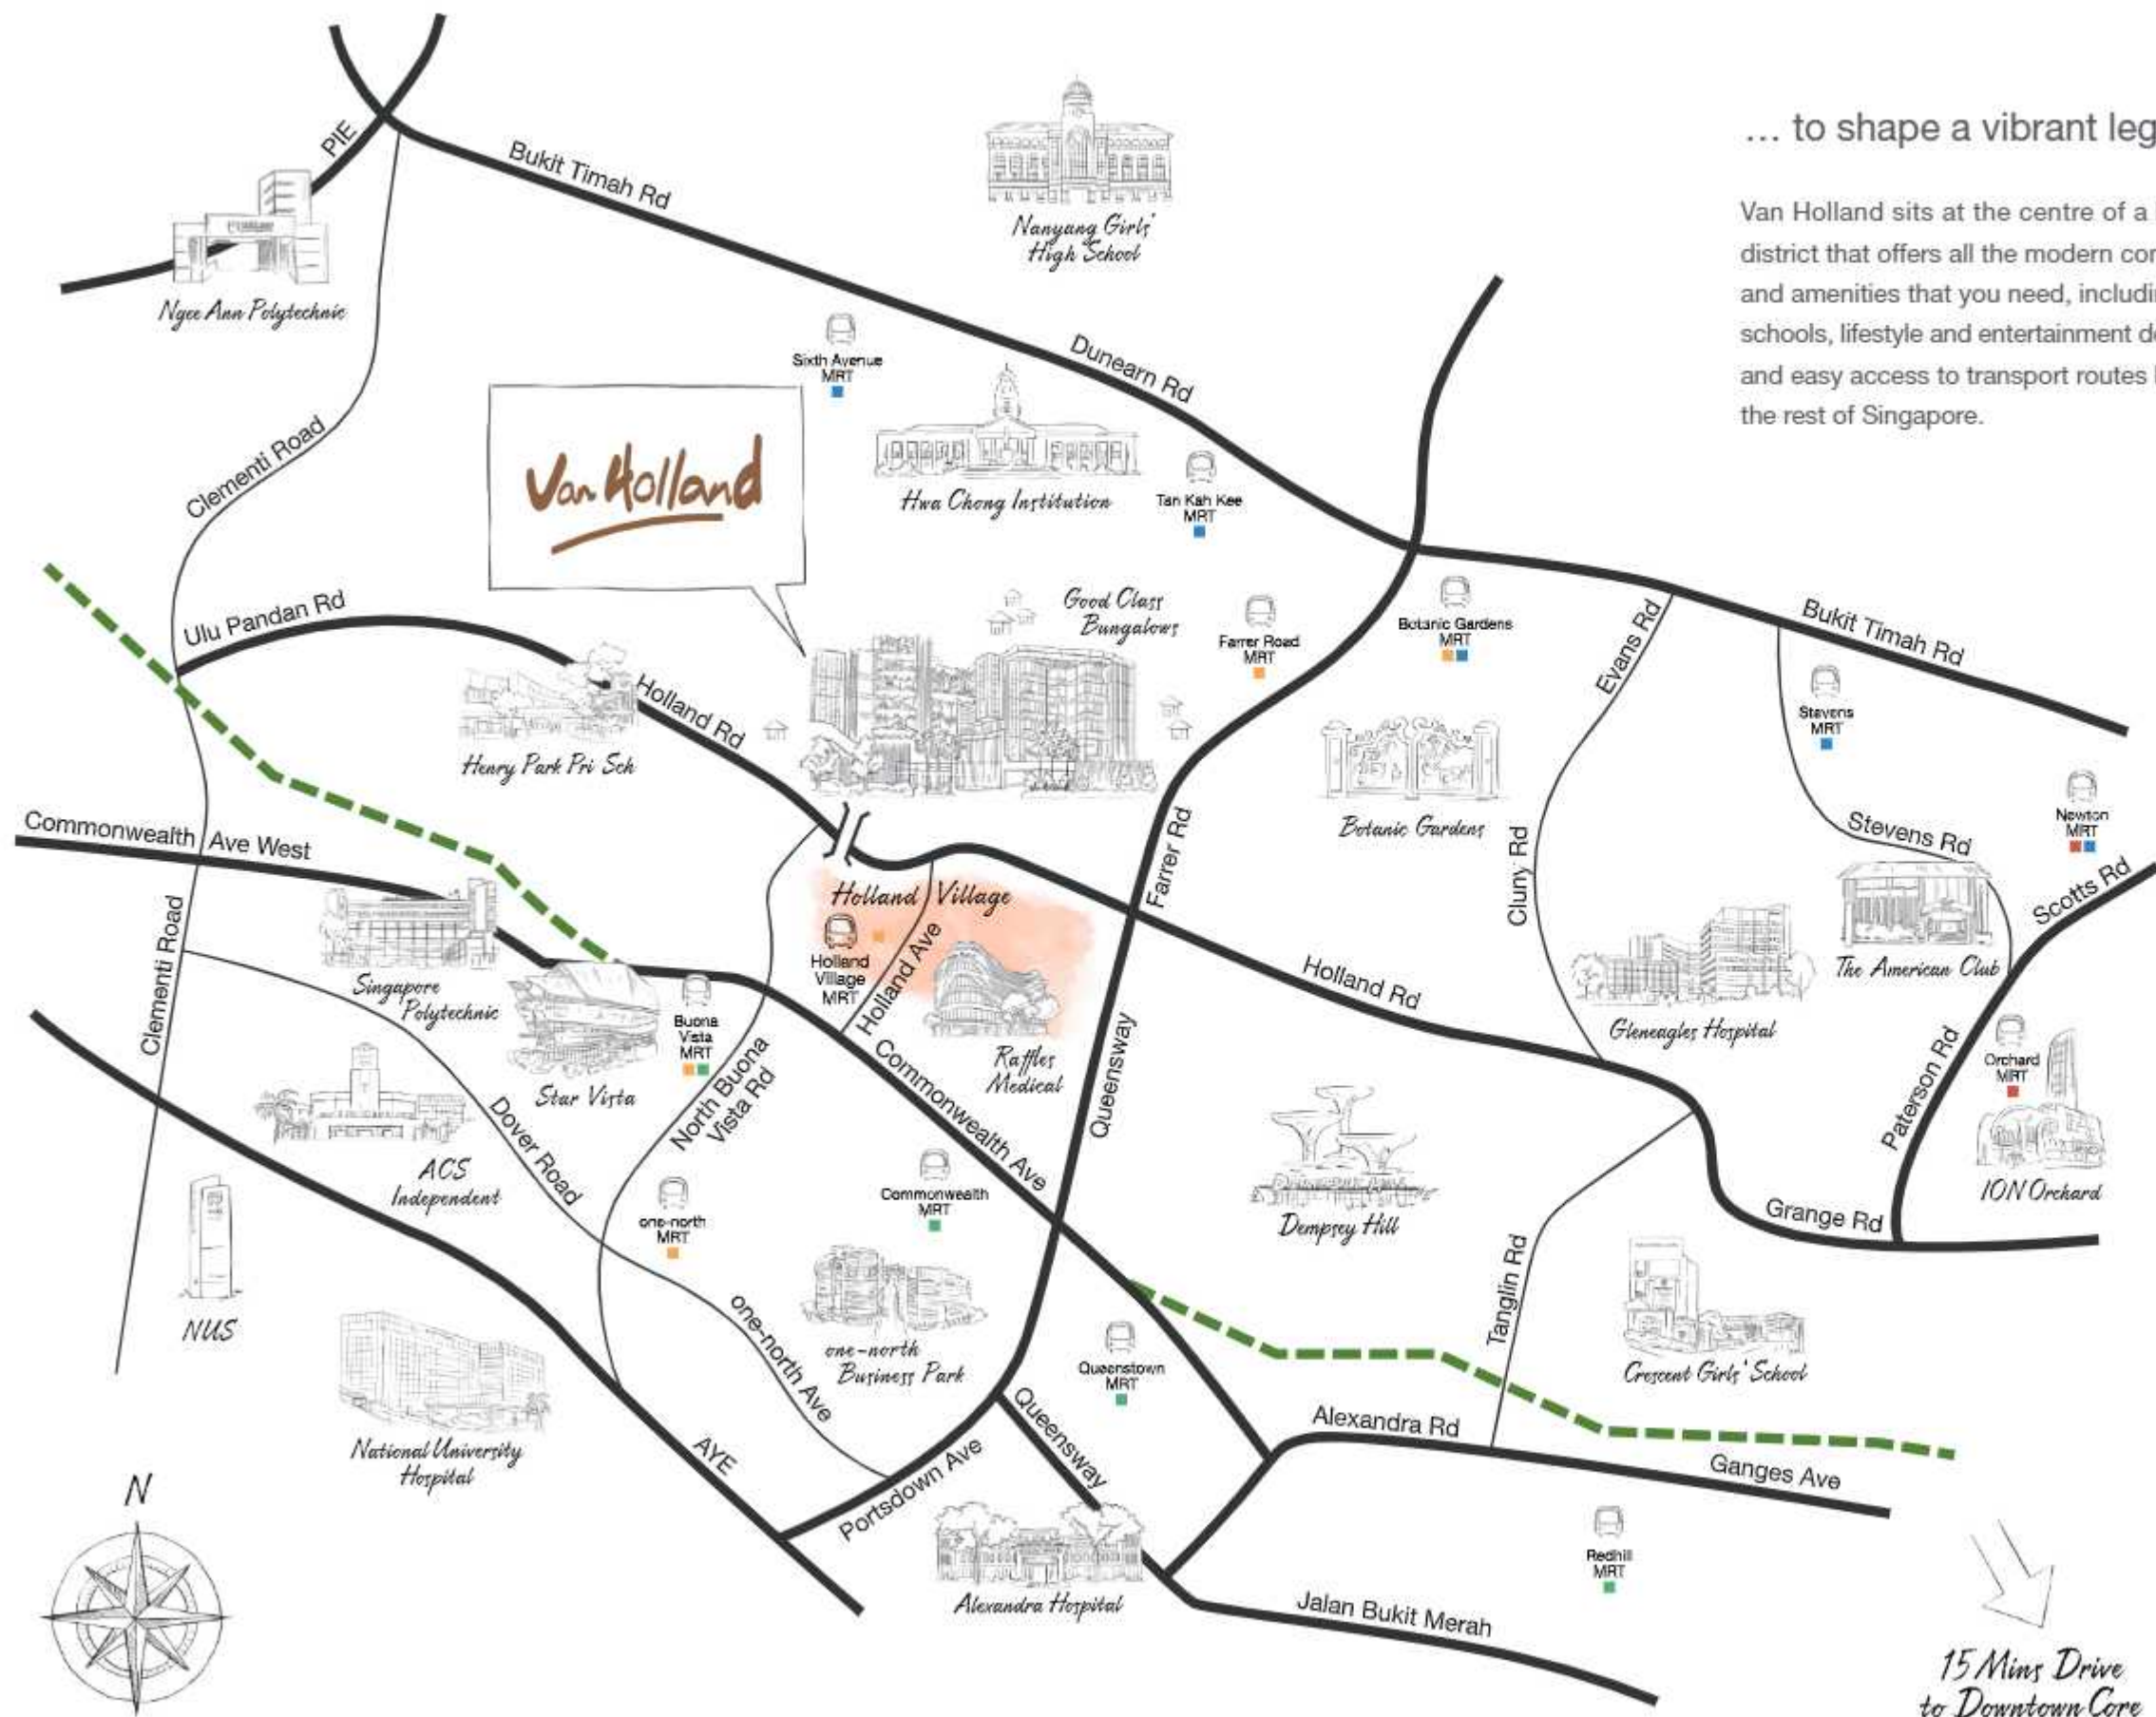 ... to shape a vibrant
Van Holland sits at the centre of a
district that offers all the modern
and amenities that you need,
schools, lifestyle and entertainment
and easy access to transport routes
the rest of Singapore.
PIE
Bukit Timah Rd
Nanyang Girls'
High School
Ngee Ann Polytechnic
Sixth Avenue
MRT
Dunearn Rd
Clementi Road
Van Holland
Hwa Chong Institution
Tan Kah Kee
MRT
Ulu Pandan Rd
Good Class
Bungalows
Farrer Road
MRT
Botanic Gardens
MRT
Evans Rd
Bukit Timah Rd
Stevens
MRT
Henry Park Pri Sch
Holland Rd
Botanic Gardens
Newton
MRT
Stevens Rd
Commonwealth Ave West
Farrer Rd
Cluny Rd
Scotts Rd
Holland Village
Holland
Village
MRT
Holland Ave
The American Club
Clementi Road
Singapore
Polytechnic
Holland Rd
Gleneagles Hospital
Buona
Vista
MRT
Star Vista
Raffles
Medical
Queensway
Paterson Rd
Orchard
MRT
North Buona
Vista Rd
Commonwealth Ave
Dover Road
ACS
Independent
ION Orchard
one-north
MRT
Commonwealth
MRT
Dempsey Hill
Grange Rd
Tanglin Rd
NUS
one-north Ave
one-north
Business Park
Queenstown
MRT
Crescent Girls' School
National University
Hospital
AYE
Queensway
Alexandra Rd
Ganges Ave
Portsdown Ave
N
Alexandra Hospital
Redhill
MRT
Jalan Bukit Merah
15 Mins Drive
to Downtown Core